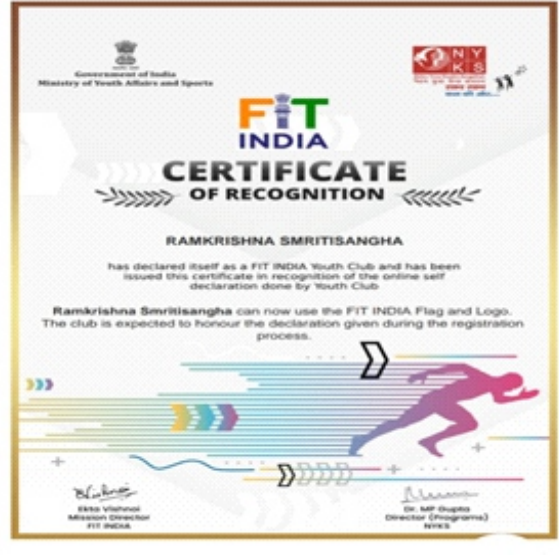 Government of India
Ministry of Youth Affairs and Sports
NY
KS
FIT
INDIA
CERTIFICATE
OF RECOGNITION
RAMKRISHNA SMRITISANGHA
has declared itself as a FIT INDIA Youth Club and has been
issued this certificate in recognition of the online self
declaration done by Youth Club
Ramkrishna Smritisangha can now use the FIT INDIA Flag and Logo.
The club is expected to honour the declaration given during the registration
process.
Ekta Vishnoi
Mission Director
FIT INDIA
Dr. MP Gupta
Director (Programs)
NYKS